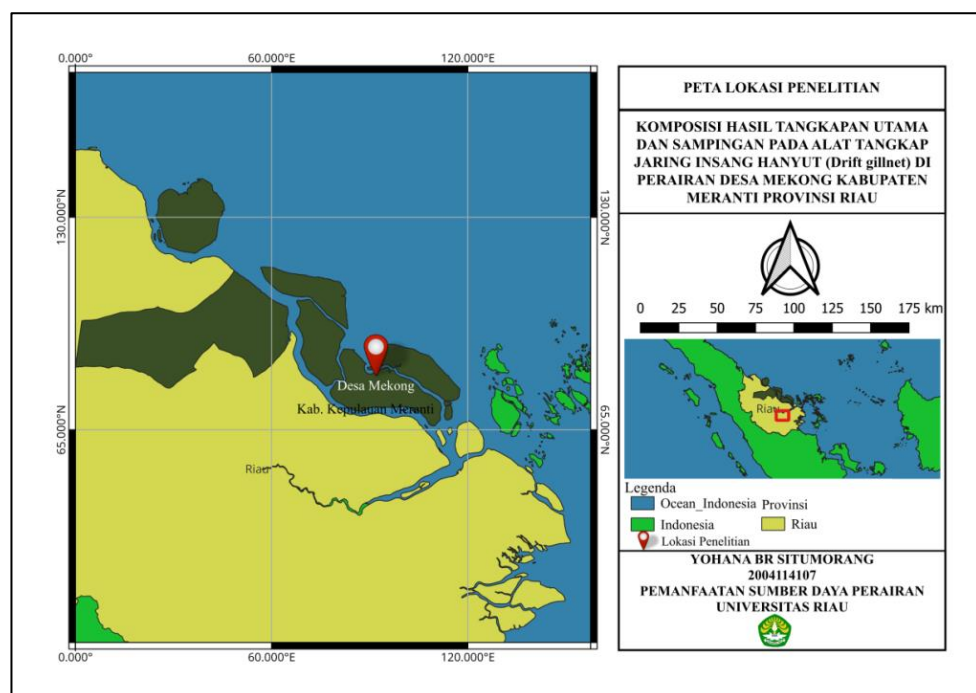 0.000°
60.000°E
120.000°E
130.000°N
130.000°N
Desa Mekong
Kab. Kepulauan Meranti
65.000°N
65.000°N
Riau
0.000°
60.000°E
120.000°E
PETA LOKASI PENELITIAN
KOMPOSISI HASIL TANGKAPAN UTAMA
DAN SAMPINGAN PADA ALAT TANGKAP
JARING INSANG HANYUT (Drift gillnet) DI
PERAIRAN DESA MEKONG KABUPATEN
MERANTI PROVINSI RIAU
0 25 50 75 100 125 150 175 km
Riau
Legenda
Ocean_Indonesia Provinsi
Indonesia Riau
Lokasi Penelitian
YOHANA BR SITUMORANG
2004114107
PEMANFAATAN SUMBER DAYA PERAIRAN
UNIVERSITAS RIAU